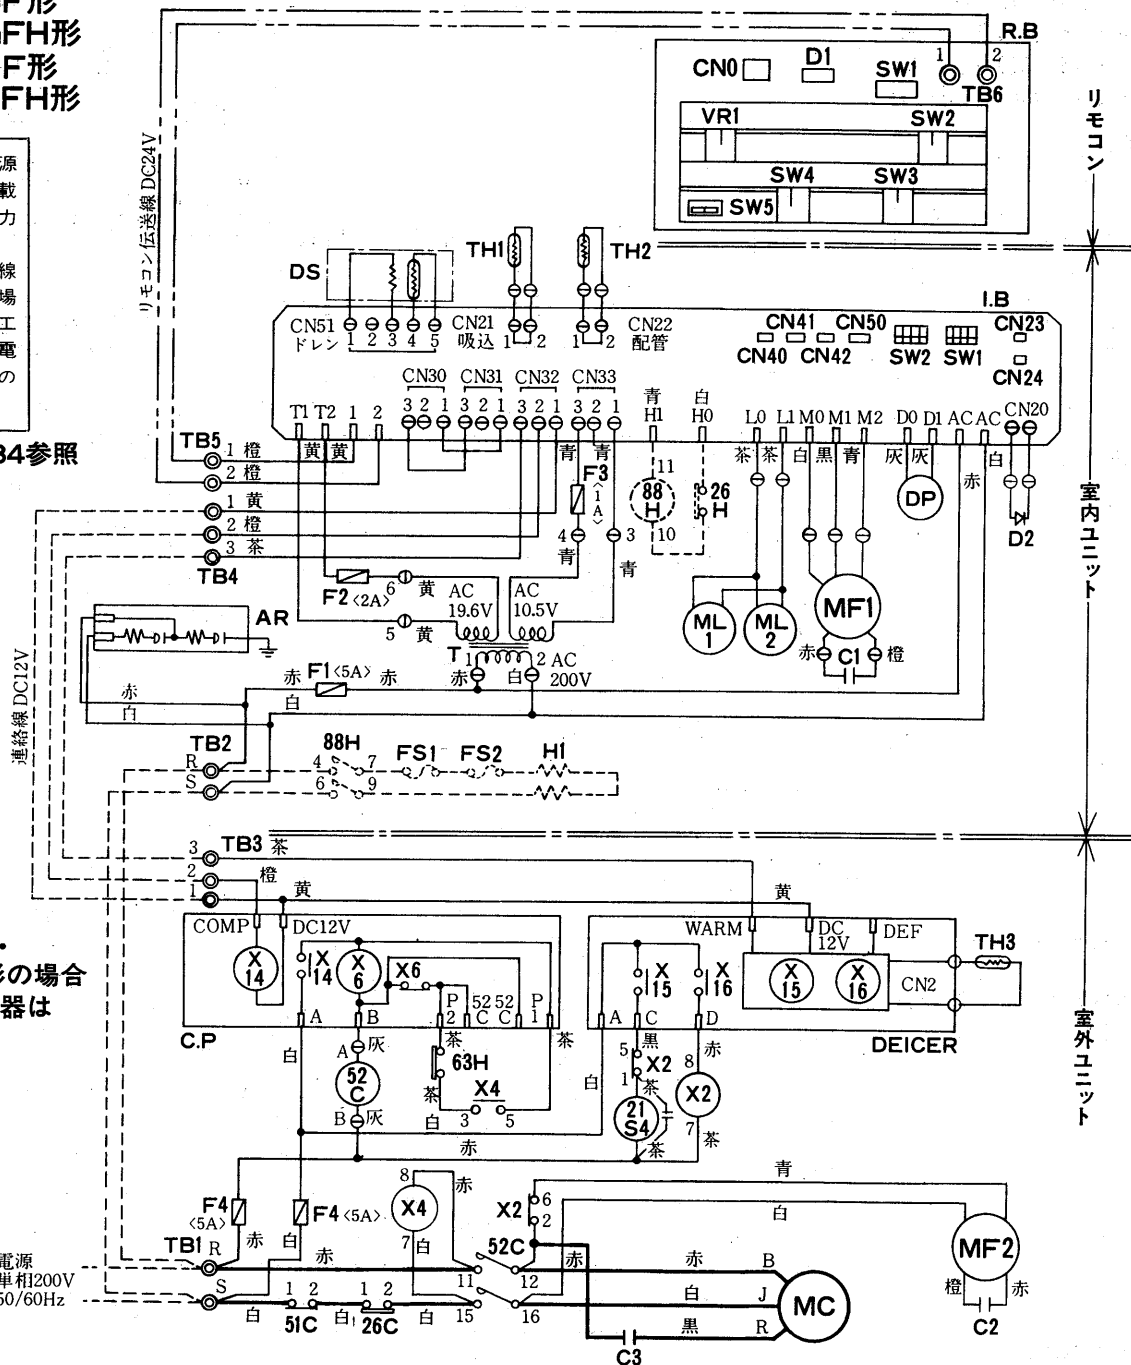 F形
FH形
F形
FH形
源
載
力
線
場
工
電
の
34参照
リモコン伝送線DC24V
R.B
CN0 D1 SW1 1 2
TB6
VR1 SW2
SW4 SW3
SW5
リモコン
DS TH1 TH2
I.B
CN51 ドレン 1 2 3 4 5
CN21 吸込 1 2
CN22 配管 1 2
CN41 CN50
CN40 CN42
SW2 SW1
CN23
CN24
CN30 CN31 CN32 CN33
3 2 1 3 2 1 3 2 1 3 2 1
青 H1 白 H0
T1 T2 1 2
L0 L1 M0 M1 M2 D0 D1 AC AC CN20
TB5
1 橙 黄 黄
2 橙
1 黄
2 橙
3 茶
TB4
青 F3 <1A> 青
4 3
青 青
11
88 H
10
26 H
茶 茶 白 黒 青 灰 灰 赤 白
DP
D2
室内ユニット
F2 <2A> 6 黄
5 黄
AC 19.6V
AC 10.5V
ML 1
ML 2
MF1
赤 C1 橙
AR
T 1 2 AC 200V
赤 白
赤 F1 <5A> 赤
白
赤
白
連絡線DC12V
TB2
R
S
88H
4 7
6 9
FS1 FS2 H1
TB3
3 茶
2 橙
1 黄 黄
COMP DC12V
X 14
X 14
X 6
X6
P 2 52 C 52 C P 1
A B
C.P
WARM DC 12V DEF
X 15
X 16
X 15
X 16
CN2
TH3
A C D
DEICER
形の場合
器は
室外ユニット
白
A 灰
52 C
B 灰
茶
63H
茶
白
X4
3 5
茶
白
黒
5 X2
1 茶
21 S4
茶
赤
8
X2
7
茶
赤
F4 <5A>
赤
F4 <5A>
白
8
X4
7 白
赤
青
X2 6
2
白
52C
電源
単相200V
50/60Hz
TB1 R 赤 11 12 赤 赤 B
S 白 1 2 51C 白 1 2 26C 白 15 16 白 J
黒 R
MC
C3
MF2
橙 赤
C2